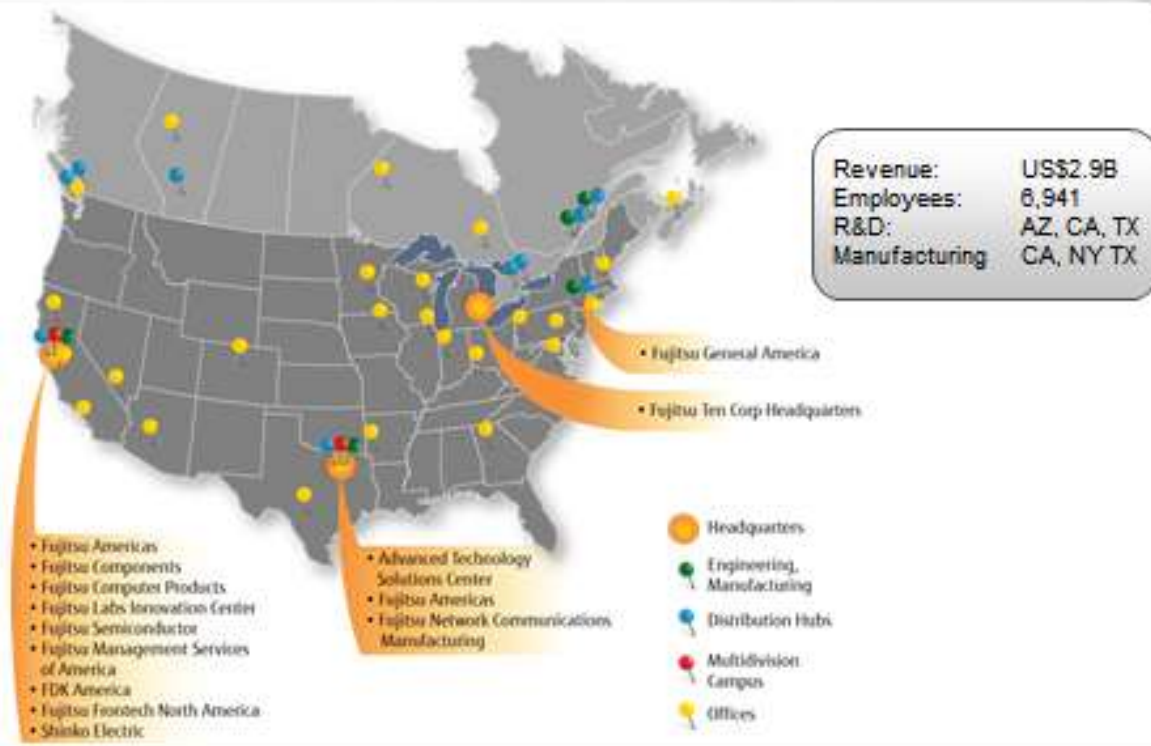 Revenue: US$2.9B
Employees: 6,941
R&D: AZ, CA, TX
Manufacturing CA, NY TX
• Fujitsu General America
• Fujitsu Ten Corp Headquarters
• Fujitsu Americas
• Fujitsu Components
• Fujitsu Computer Products
• Fujitsu Labs Innovation Center
• Fujitsu Semiconductor
• Fujitsu Management Services
of America
• FDK America
• Fujitsu Frontech North America
• Shinko Electric
• Advanced Technology
Solutions Center
• Fujitsu Americas
• Fujitsu Network Communications
Manufacturing
Headquarters
Engineering,
Manufacturing
Distribution Hubs
Multidivision
Campus
Offices